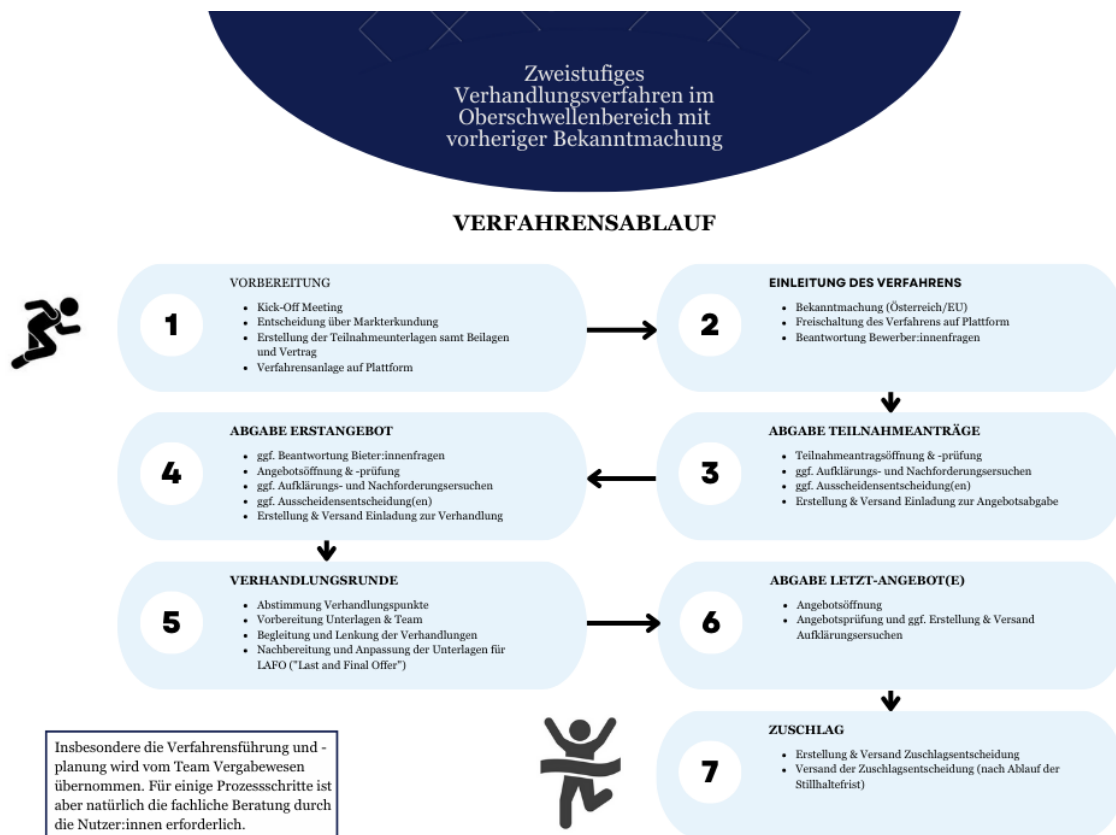 Zweistufiges
Verhandlungsverfahren im
Oberschwellenbereich mit
vorheriger Bekanntmachung
VERFAHRENSABLAUF
1
VORBEREITUNG
• Kick-Off Meeting
• Entscheidung über Markterkundung
• Erstellung der Teilnahmeunterlagen samt Beilagen
und Vertrag
• Verfahrensanlage auf Plattform
2
EINLEITUNG DES VERFAHRENS
• Bekanntmachung (Österreich/EU)
• Freischaltung des Verfahrens auf Plattform
• Beantwortung Bewerber:innenfragen
3
ABGABE TEILNAHMEANTRÄGE
• Teilnahmeantragsöffnung & -prüfung
• ggf. Aufklärungs- und Nachforderungsersuchen
• ggf. Ausscheidensentscheidung(en)
• Erstellung & Versand Einladung zur Angebotsabgabe
4
ABGABE ERSTANGEBOT
• ggf. Beantwortung Bieter:innenfragen
• Angebotsöffnung & -prüfung
• ggf. Aufklärungs- und Nachforderungsersuchen
• ggf. Ausscheidensentscheidung(en)
• Erstellung & Versand Einladung zur Verhandlung
5
VERHANDLUNGSRUNDE
• Abstimmung Verhandlungspunkte
• Vorbereitung Unterlagen & Team
• Begleitung und Lenkung der Verhandlungen
• Nachbereitung und Anpassung der Unterlagen für
LAFO ("Last and Final Offer")
6
ABGABE LETZT-ANGEBOT(E)
• Angebotsöffnung
• Angebotsprüfung und ggf. Erstellung & Versand
Aufklärungsersuchen
7
ZUSCHLAG
• Erstellung & Versand Zuschlagsentscheidung
• Versand der Zuschlagsentscheidung (nach Ablauf der
Stillhaltefrist)
Insbesondere die Verfahrensführung und -
planung wird vom Team Vergabewesen
übernommen. Für einige Prozessschritte ist
aber natürlich die fachliche Beratung durch
die Nutzer:innen erforderlich.